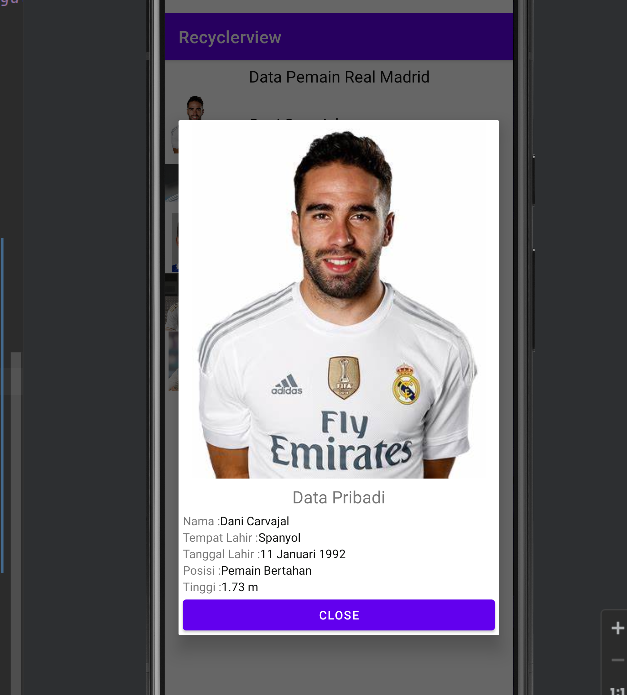 Recyclerview
Data Pemain Real Madrid
adidas
FIFA
Fly
Emirates
Data Pribadi
Nama :Dani Carvajal
Tempat Lahir :Spanyol
Tanggal Lahir :11 Januari 1992
Posisi :Pemain Bertahan
Tinggi :1.73 m
CLOSE
1:1